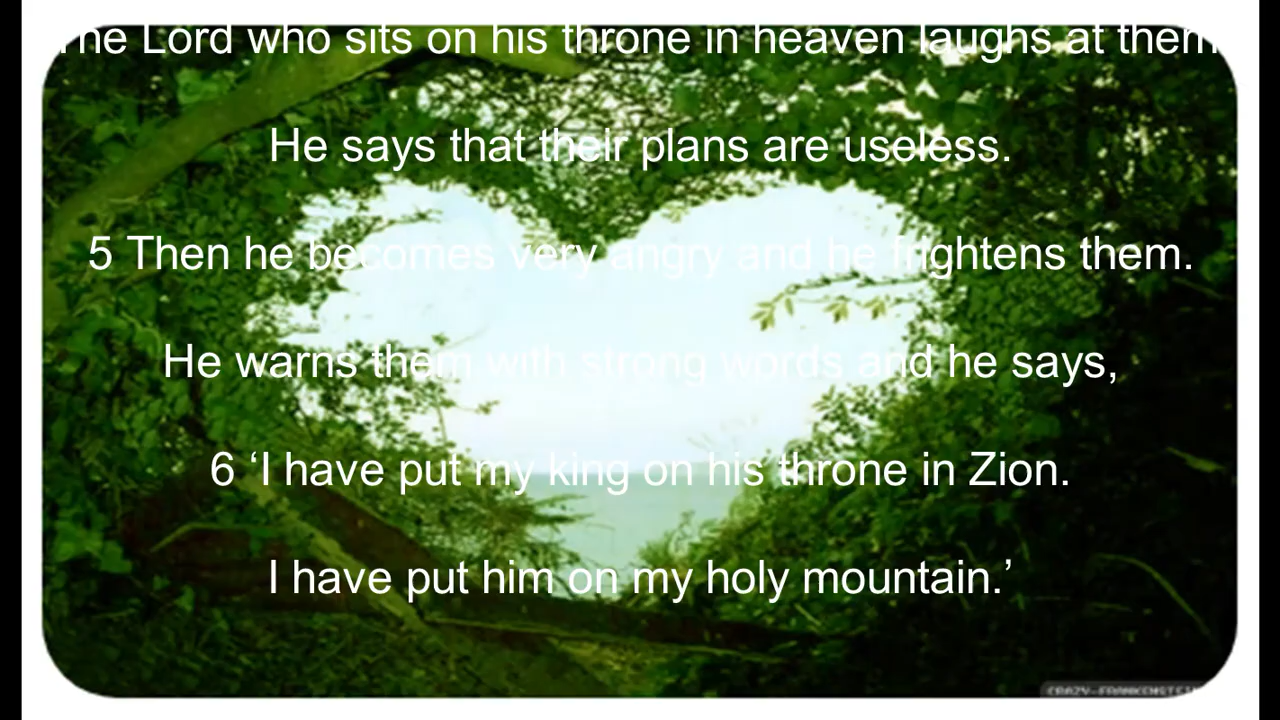 The Lord who sits on his throne in heaven laughs at them.
He says that their plans are useless.
5 Then he becomes very angry and he frightens them.
He warns them with strong words and he says,
6 ‘I have put my king on his throne in Zion.
I have put him on my holy mountain.’